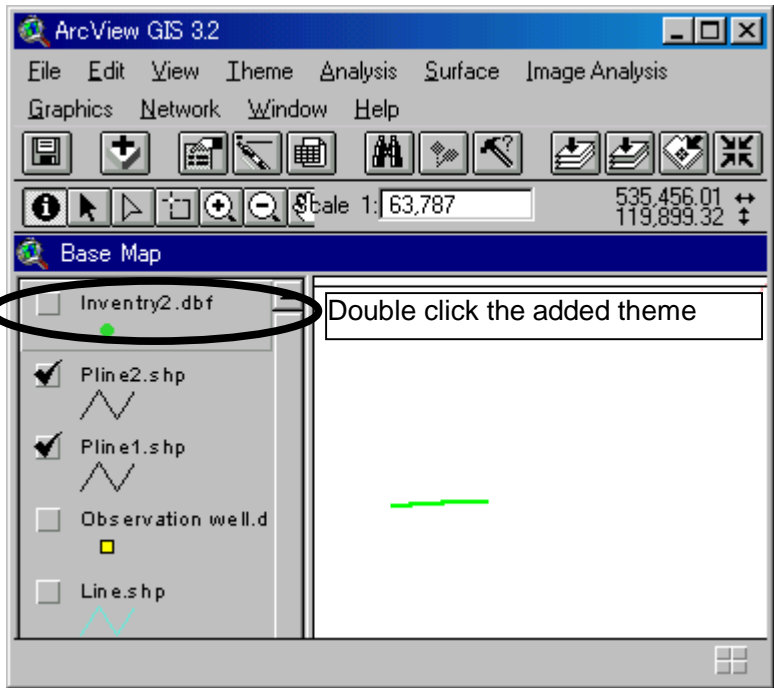 ArcView GIS 3.2
File Edit View Theme Analysis Surface Image Analysis
Graphics Network Window Help
cale 1: 63,787
535,456.01
119,899.32
Base Map
Inventry2.dbf
Double click the added theme
Pline2.shp
Pline1.shp
Observation well.d
Line.shp